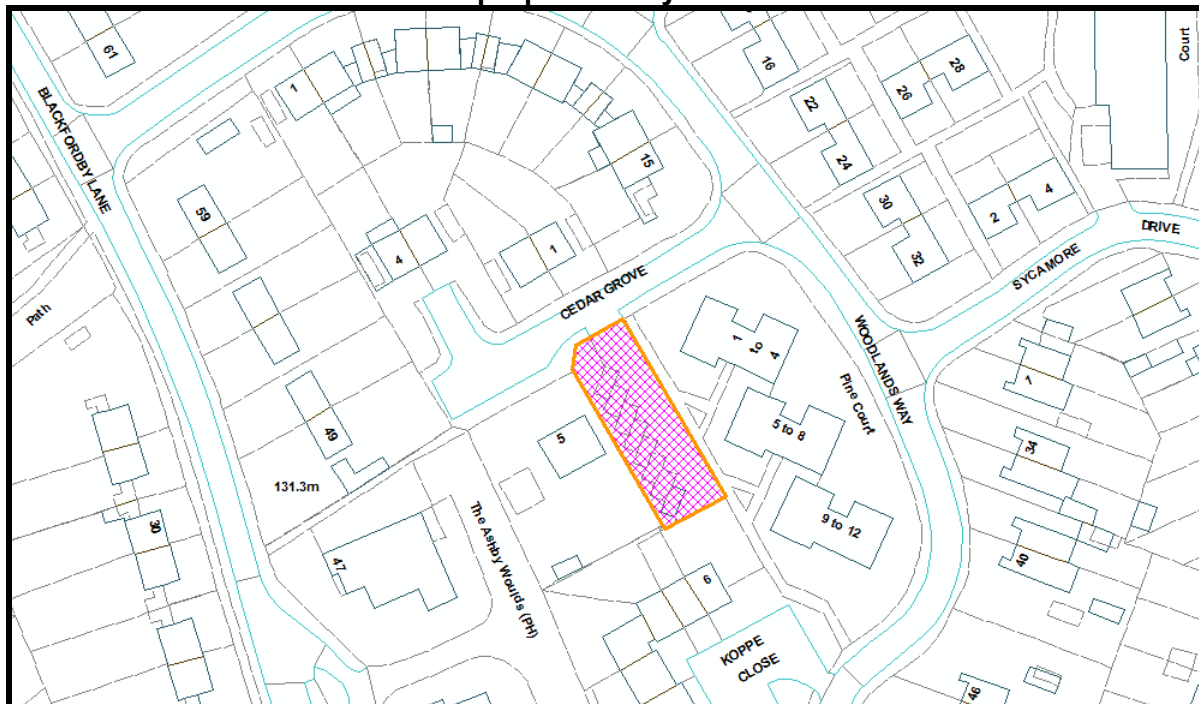 61
16
28
26
Court
1
22
24
BLACKFORDBY
LANE
15
59
30
32
2
4
DRIVE
SYCAMORE
4
1
CEDAR GROVE
Path
1
to
4
WOODLANDS WAY
Pine Court
1
5 to 8
5
49
34
131.3m
The Ashby Woulds (PH)
30
9 to 12
47
40
6
KOPPE
CLOSE
46